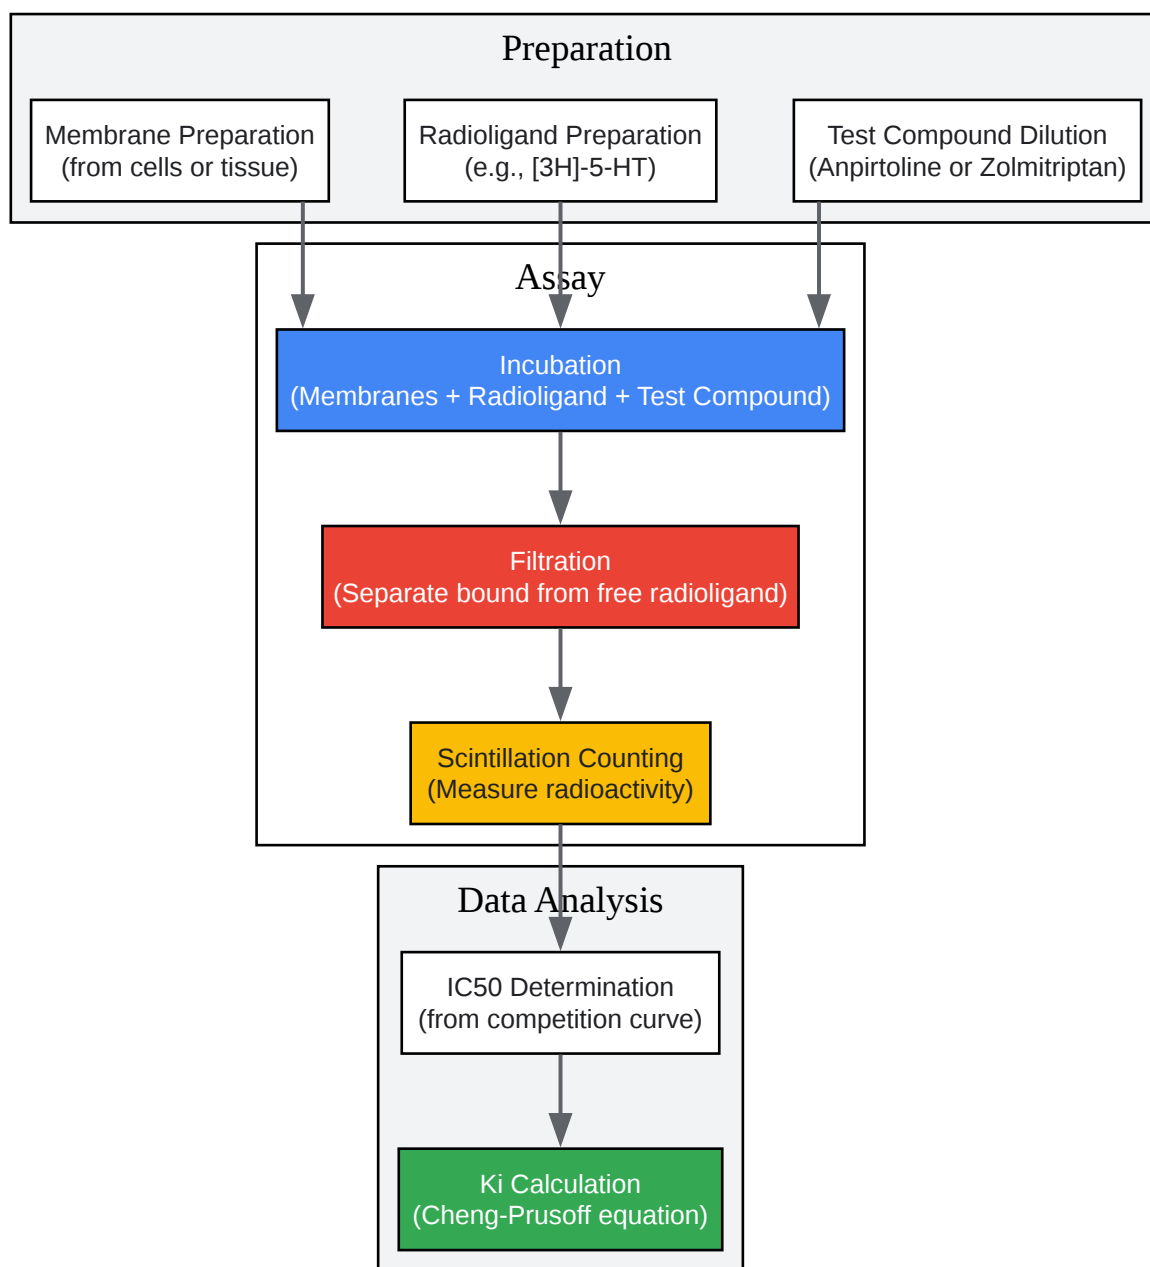 Preparation
Membrane Preparation
(from cells or tissue)
Radioligand Preparation
(e.g., [3H]-5-HT)
Test Compound Dilution
(Anpirtoline or Zolmitriptan)
Assay
Incubation
(Membranes + Radioligand + Test Compound)
Filtration
(Separate bound from free radioligand)
Scintillation Counting
(Measure radioactivity)
Data Analysis
IC50 Determination
(from competition curve)
Ki Calculation
(Cheng-Prusoff equation)